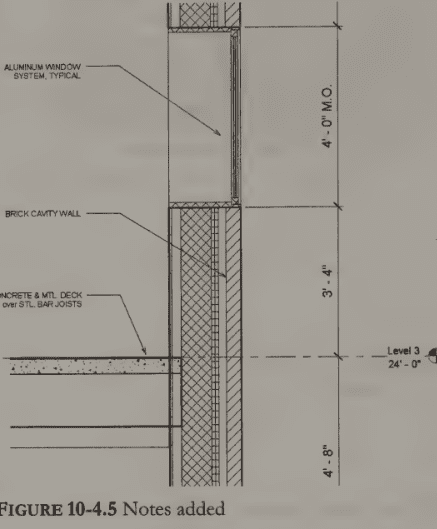 ALUMINUM WINDOW
SYSTEM, TYPICAL
4' - 0" M.O.
BRICK CAVITY WALL
3' - 4"
NCRETE & MTL. DECK
over STL. BAR JOISTS
Level 3
24' - 0"
4' - 8"
FIGURE 10-4.5 Notes added